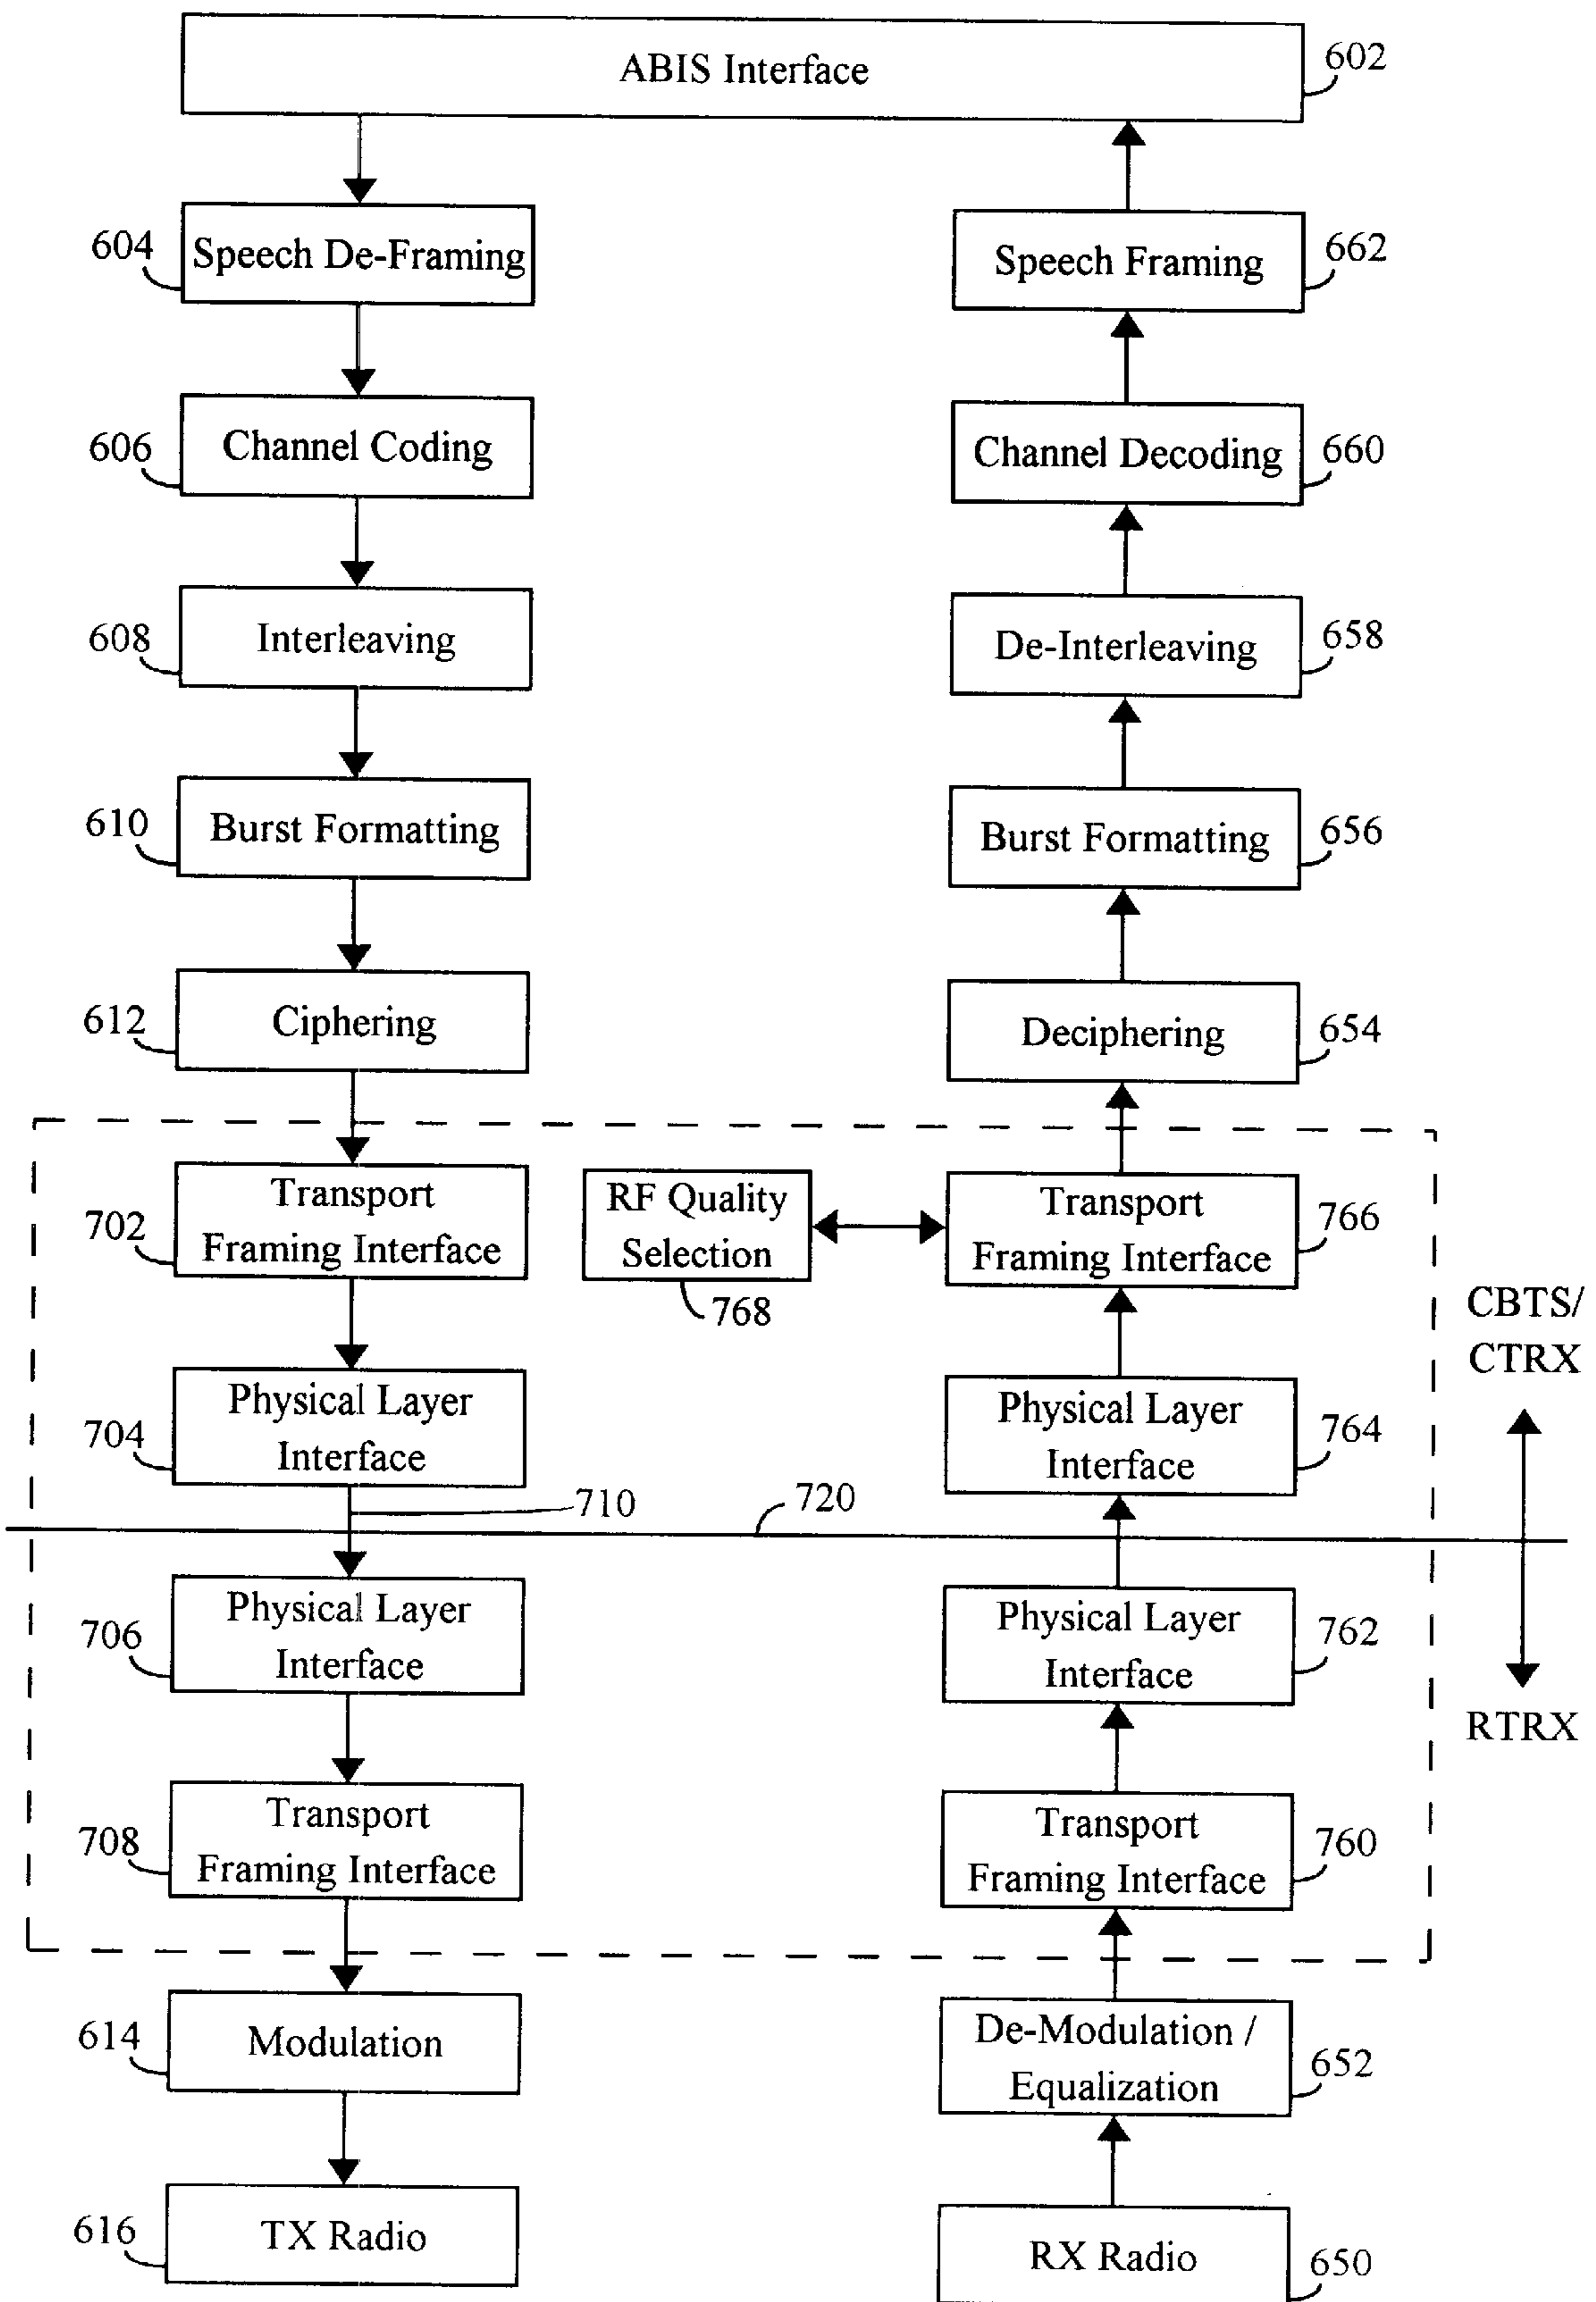 ABIS Interface
602
604
Speech De-Framing
Speech Framing
662
606
Channel Coding
Channel Decoding
660
608
Interleaving
De-Interleaving
658
610
Burst Formatting
Burst Formatting
656
612
Ciphering
Deciphering
654
702
Transport
Framing Interface
RF Quality
Selection
768
Transport
Framing Interface
766
CBTS/
CTRX
704
Physical Layer
Interface
Physical Layer
Interface
764
710
720
706
Physical Layer
Interface
Physical Layer
Interface
762
RTRX
708
Transport
Framing Interface
Transport
Framing Interface
760
614
Modulation
De-Modulation /
Equalization
652
616
TX Radio
RX Radio
650